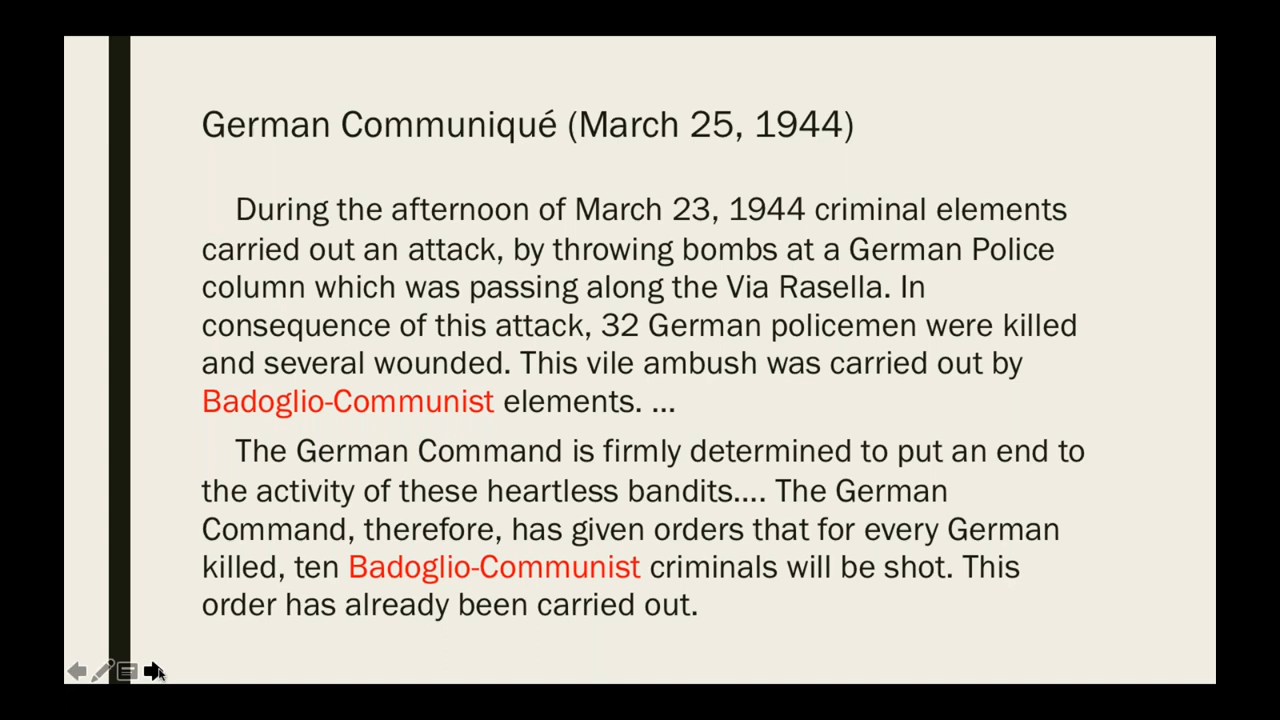 German Communiqué (March 25, 1944)
During the afternoon of March 23, 1944 criminal elements
carried out an attack, by throwing bombs at a German Police
column which was passing along the Via Rasella. In
consequence of this attack, 32 German policemen were killed
and several wounded. This vile ambush was carried out by
Badoglio-Communist elements. ...
The German Command is firmly determined to put an end to
the activity of these heartless bandits.... The German
Command, therefore, has given orders that for every German
killed, ten Badoglio-Communist criminals will be shot. This
order has already been carried out.